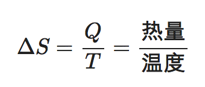 ΔS = Q/T = 热量/温度